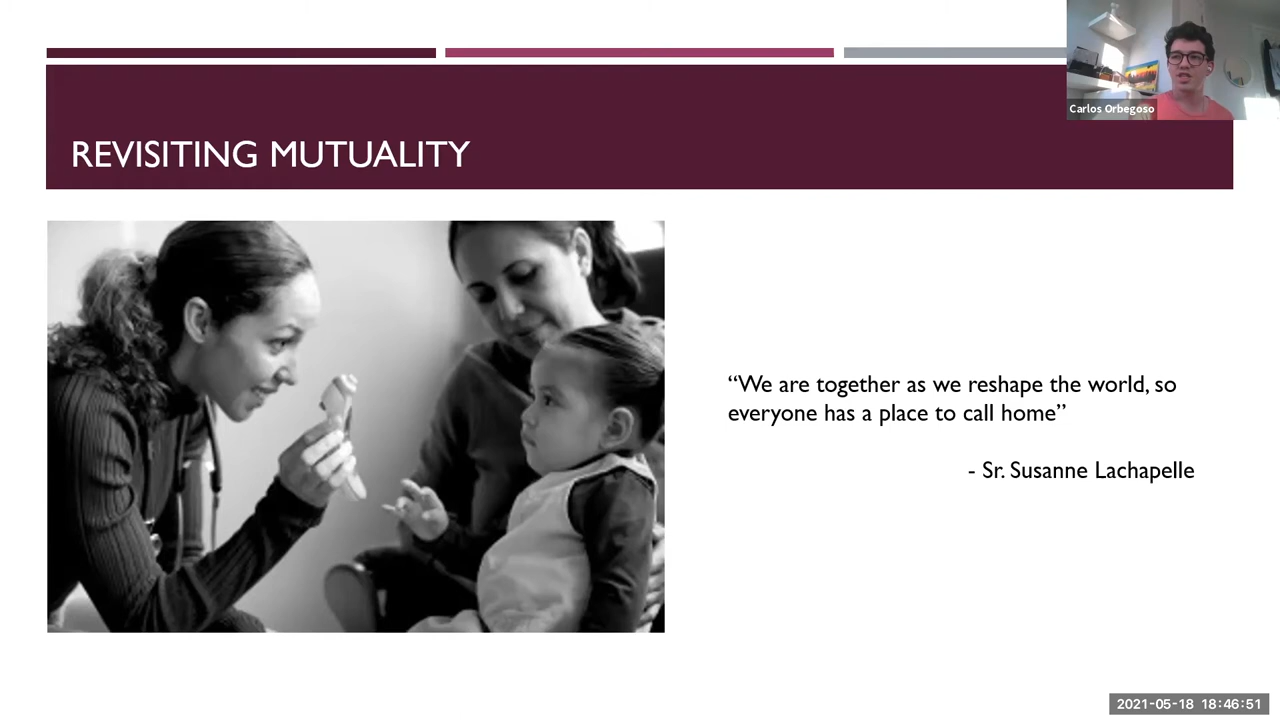 Carlos Orbegoso
REVISITING MUTUALITY
“We are together as we reshape the world, so
everyone has a place to call home”
- Sr. Susanne Lachapelle
2021-05-18 18:46:51